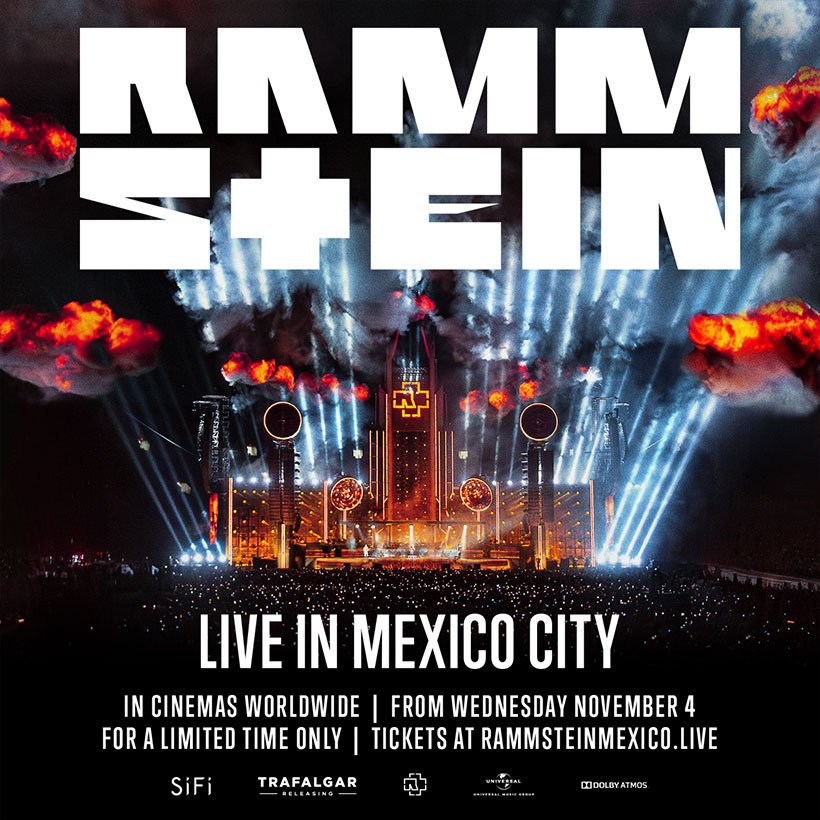 RAMM
STEIN
LIVE IN MEXICO CITY
IN CINEMAS WORLDWIDE | FROM WEDNESDAY NOVEMBER 4
FOR A LIMITED TIME ONLY | TICKETS AT RAMMSTEINMEXICO.LIVE
SiFi TRAFALGAR RELEASING UNIVERSAL UNIVERSAL MUSIC GROUP DOLBY ATMOS